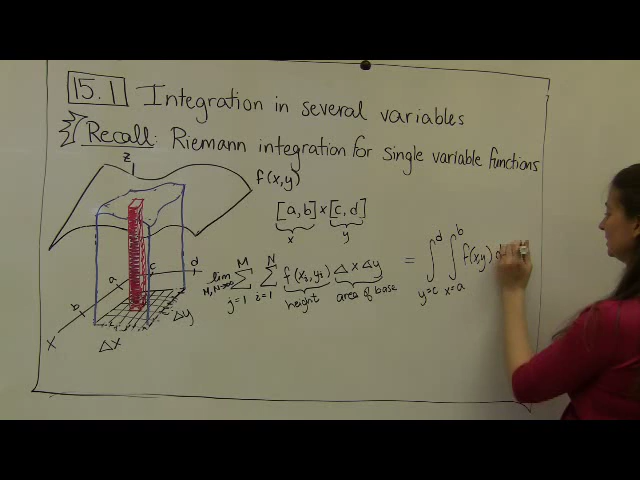 15.1 Integration in several variables
Recall: Riemann integration for single variable functions
z
f(x,y)
[a,b]×[c,d]
x y
a c d
b
x
Δx
Δy
lim M,N→∞ M Σ j=1 N Σ i=1 f(xi,yj) Δx Δy
height area of base
= ∫ d y=c ∫ b x=a f(x,y) d